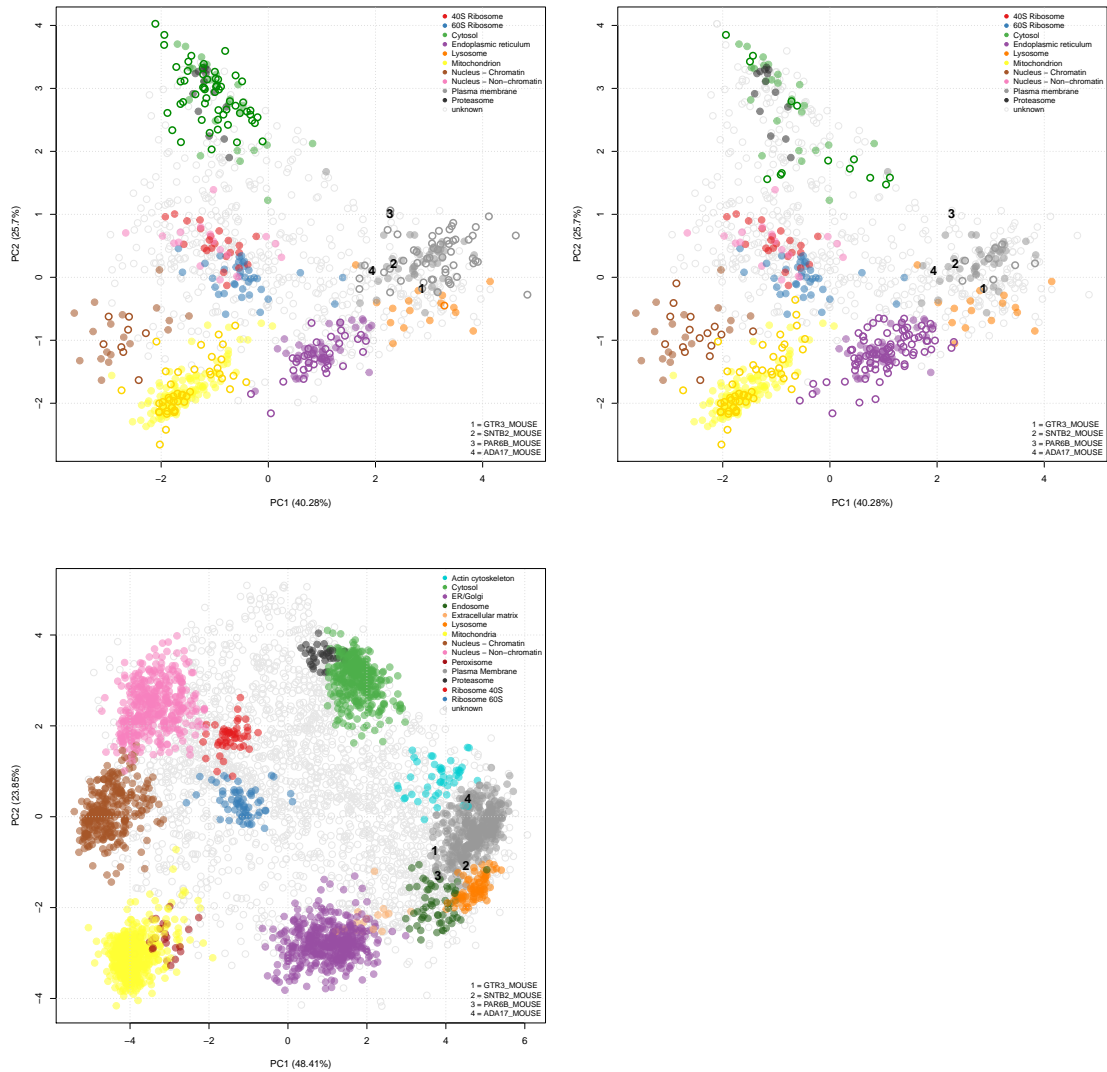 40S Ribosome
60S Ribosome
Cytosol
Endoplasmic reticulum
Lysosome
Mitochondrion
Nucleus − Chromatin
Nucleus − Non−chromatin
Plasma membrane
Proteasome
unknown
4
3
2
1
0
−1
−2
PC2 (25.7%)
3
2
4
1
1 = GTR3_MOUSE
2 = SNTB2_MOUSE
3 = PAR6B_MOUSE
4 = ADA17_MOUSE
−2 0 2 4
PC1 (40.28%)
40S Ribosome
60S Ribosome
Cytosol
Endoplasmic reticulum
Lysosome
Mitochondrion
Nucleus − Chromatin
Nucleus − Non−chromatin
Plasma membrane
Proteasome
unknown
4
3
2
1
0
−1
−2
PC2 (25.7%)
3
2
4
1
1 = GTR3_MOUSE
2 = SNTB2_MOUSE
3 = PAR6B_MOUSE
4 = ADA17_MOUSE
−2 0 2 4
PC1 (40.28%)
Actin cytoskeleton
Cytosol
ER/Golgi
Endosome
Extracellular matrix
Lysosome
Mitochondria
Nucleus − Chromatin
Nucleus − Non−chromatin
Peroxisome
Plasma Membrane
Proteasome
Ribosome 40S
Ribosome 60S
unknown
4
2
0
−2
−4
PC2 (23.85%)
4
1
2
3
1 = GTR3_MOUSE
2 = SNTB2_MOUSE
3 = PAR6B_MOUSE
4 = ADA17_MOUSE
−4 −2 0 2 4 6
PC1 (48.41%)